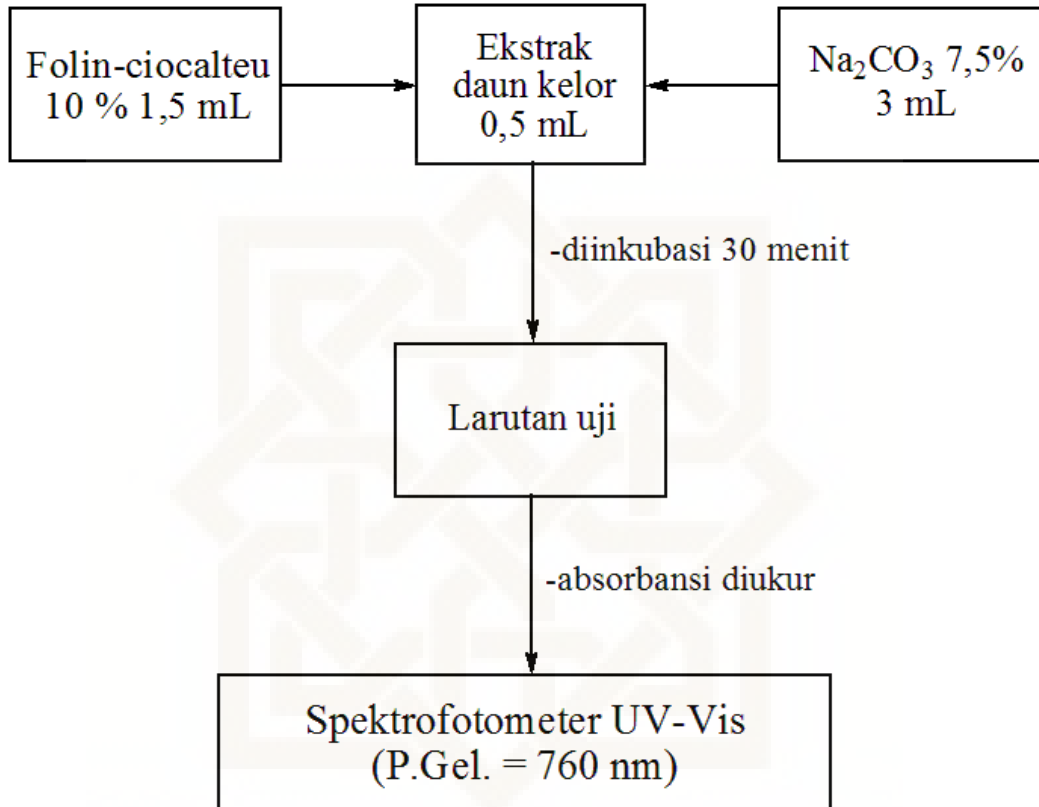 Folin-ciocalteu
10 % 1,5 mL
Ekstrak
daun kelor
0,5 mL
Na₂CO₃ 7,5%
3 mL
-diinkubasi 30 menit
Larutan uji
-absorbansi diukur
Spektrofotometer UV-Vis
(P.Gel. = 760 nm)